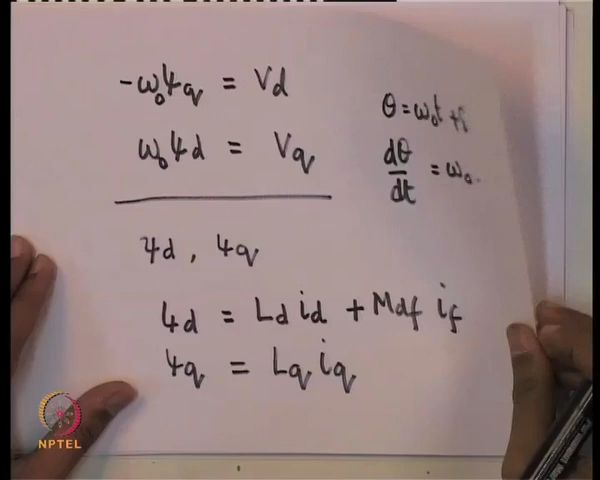 -ω₀ψq = Vd
ω₀ψd = Vq
θ = ω₀t +
dθ/dt = ω₀.
ψd, ψq
ψd = Ld id + Mdf if
ψq = Lq iq
NPTEL